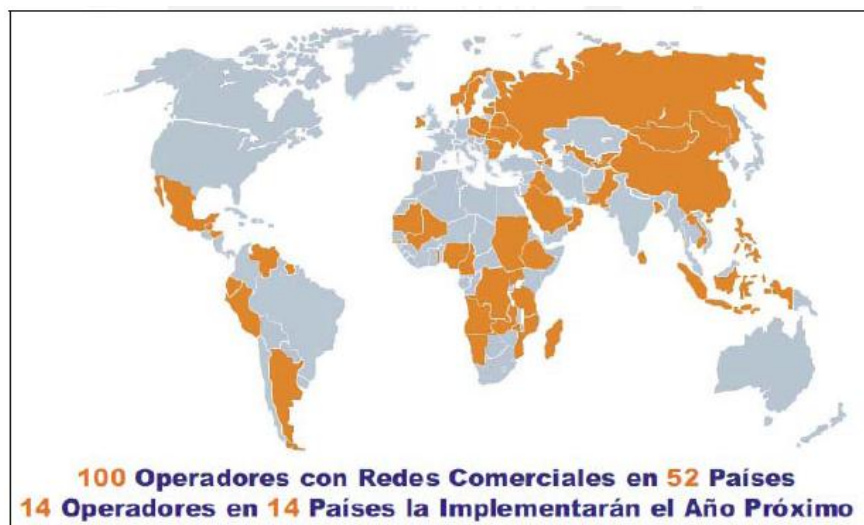 100 Operadores con Redes Comerciales en 52 Países
14 Operadores en 14 Países la Implementarán el Año Próximo